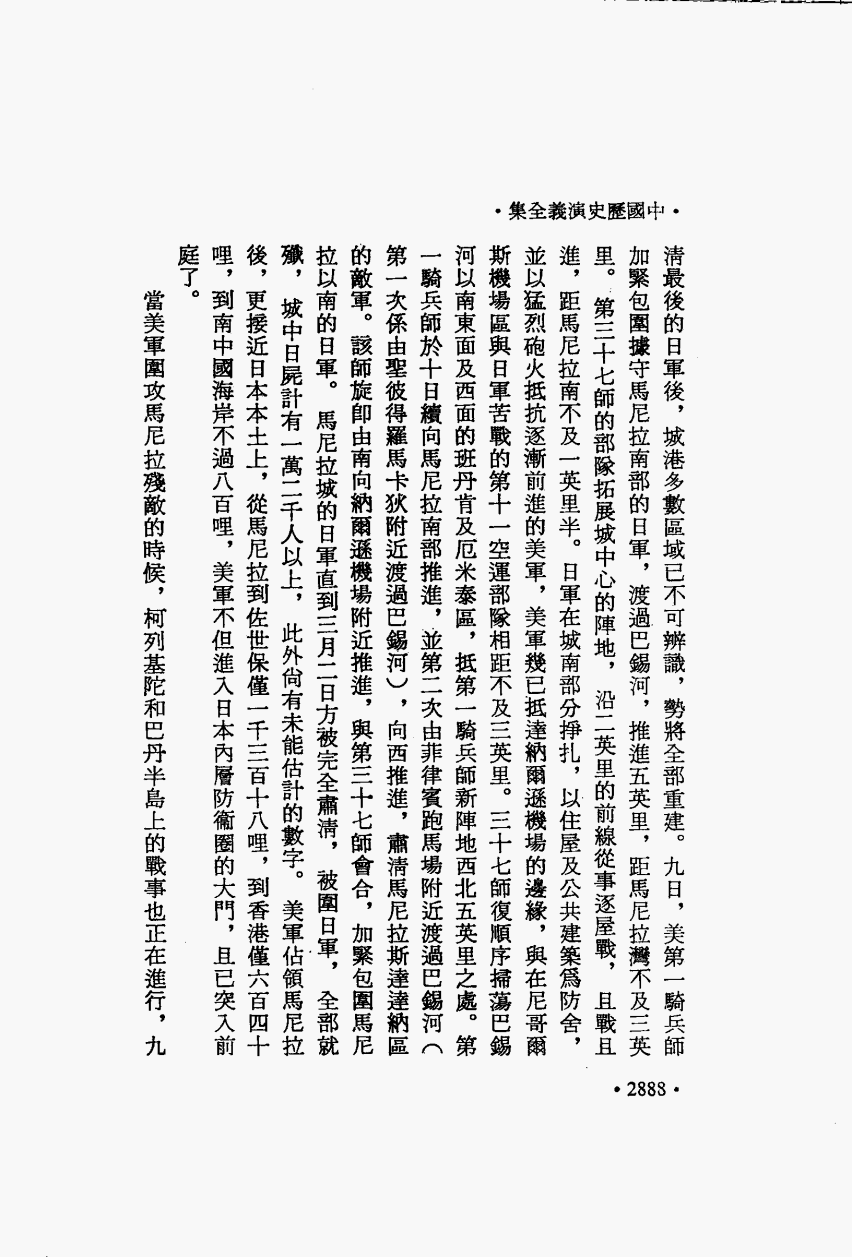 ·中國歷史演義全集·
清最後的日軍後，城港多數區域已不可辨識，勢將全部重建。九日，美第一騎兵師
加緊包圍據守馬尼拉南部的日軍，渡過巴錫河，推進五英里，距馬尼拉灣不及三英
里。第三十七師的部隊拓展城中心的陣地，沿二英里的前線從事逐屋戰，且戰且
進，距馬尼拉南不及一英里半。日軍在城南部分掙扎，以住屋及公共建築爲防舍，
並以猛烈砲火抵抗逐漸前進的美軍，美軍幾已抵達納爾遜機場的邊緣，與在尼哥爾
斯機場區與日軍苦戰的第十一空運部隊相距不及三英里。三十七師復順序掃蕩巴錫
河以南東面及西面的班丹肯及厄米泰區，抵第一騎兵師新陣地西北五英里之處。第
一騎兵師於十日續向馬尼拉南部推進，並第二次由菲律賓跑馬場附近渡過巴錫河（
第一次係由聖彼得羅馬卡狄附近渡過巴錫河），向西推進，肅清馬尼拉斯達達納區
的敵軍。該師旋卽由南向納爾遜機場附近推進，與第三十七師會合，加緊包圍馬尼
拉以南的日軍。馬尼拉城的日軍直到三月二日方被完全肅清，被圍日軍，全部就
殲，城中日屍計有一萬二千人以上，此外尙有未能估計的數字。美軍佔領馬尼拉
後，更接近日本本土上，從馬尼拉到佐世保僅一千三百十八哩，到香港僅六百四十
哩，到南中國海岸不過八百哩，美軍不但進入日本內層防衞圈的大門，且已突入前
庭了。
當美軍圍攻馬尼拉殘敵的時候，柯列基陀和巴丹半島上的戰事也正在進行，九
·2888·